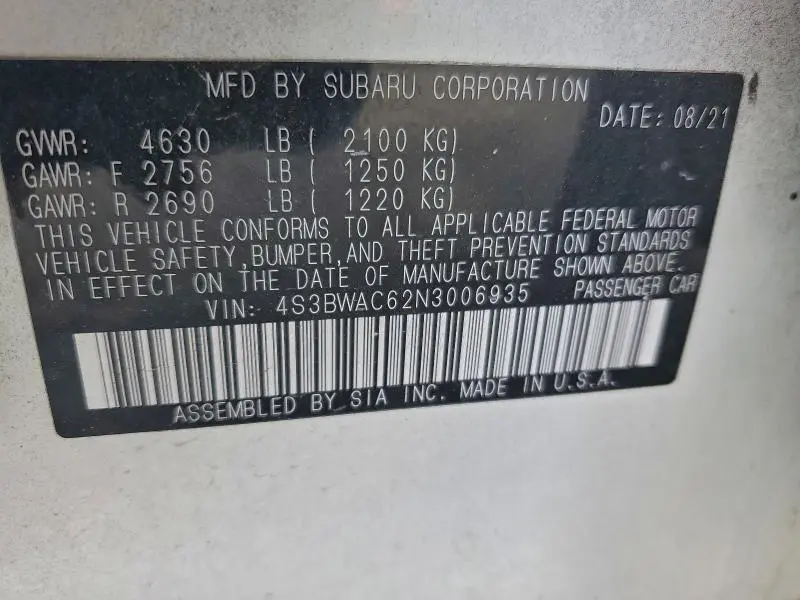 MFD BY SUBARU CORPORATION
DATE: 08/21
GVWR: 4630 LB ( 2100 KG)
GAWR: F 2756 LB ( 1250 KG)
GAWR: R 2690 LB ( 1220 KG)
THIS VEHICLE CONFORMS TO ALL APPLICABLE FEDERAL MOTOR
VEHICLE SAFETY,BUMPER,AND THEFT PREVENTION STANDARDS
IN EFFECT ON THE DATE OF MANUFACTURE SHOWN ABOVE.
VIN: 4S3BWAC62N3006935 PASSENGER CAR
ASSEMBLED BY SIA INC. MADE IN U.S.A.